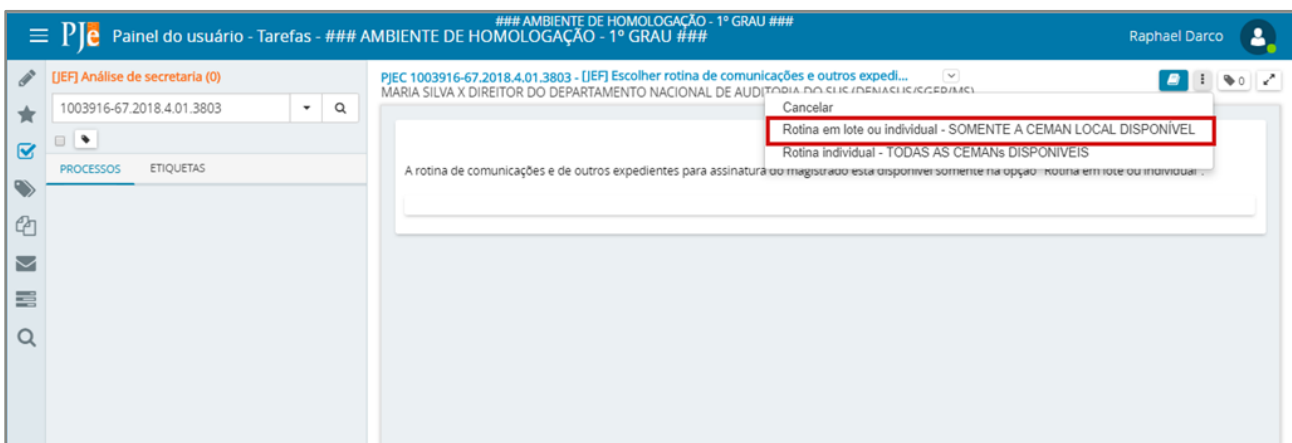 ### AMBIENTE DE HOMOLOGAÇÃO - 1º GRAU ###
PJe Painel do usuário - Tarefas - ### AMBIENTE DE HOMOLOGAÇÃO - 1º GRAU ###
Raphael Darco
[JEF] Análise de secretaria (0)
1003916-67.2018.4.01.3803
PROCESSOS ETIQUETAS
PJEC 1003916-67.2018.4.01.3803 - [JEF] Escolher rotina de comunicações e outros expedi...
0
MARIA SILVA X DIREITOR DO DEPARTAMENTO NACIONAL DE AUDITORIA DO SUS (DENASUS/SGEP/MS)
Cancelar
Rotina em lote ou individual - SOMENTE A CEMAN LOCAL DISPONÍVEL
Rotina individual - TODAS AS CEMANs DISPONIVEIS
A rotina de comunicações e de outros expedientes para assinatura do magistrado está disponível somente na opção "Rotina em lote ou individual".